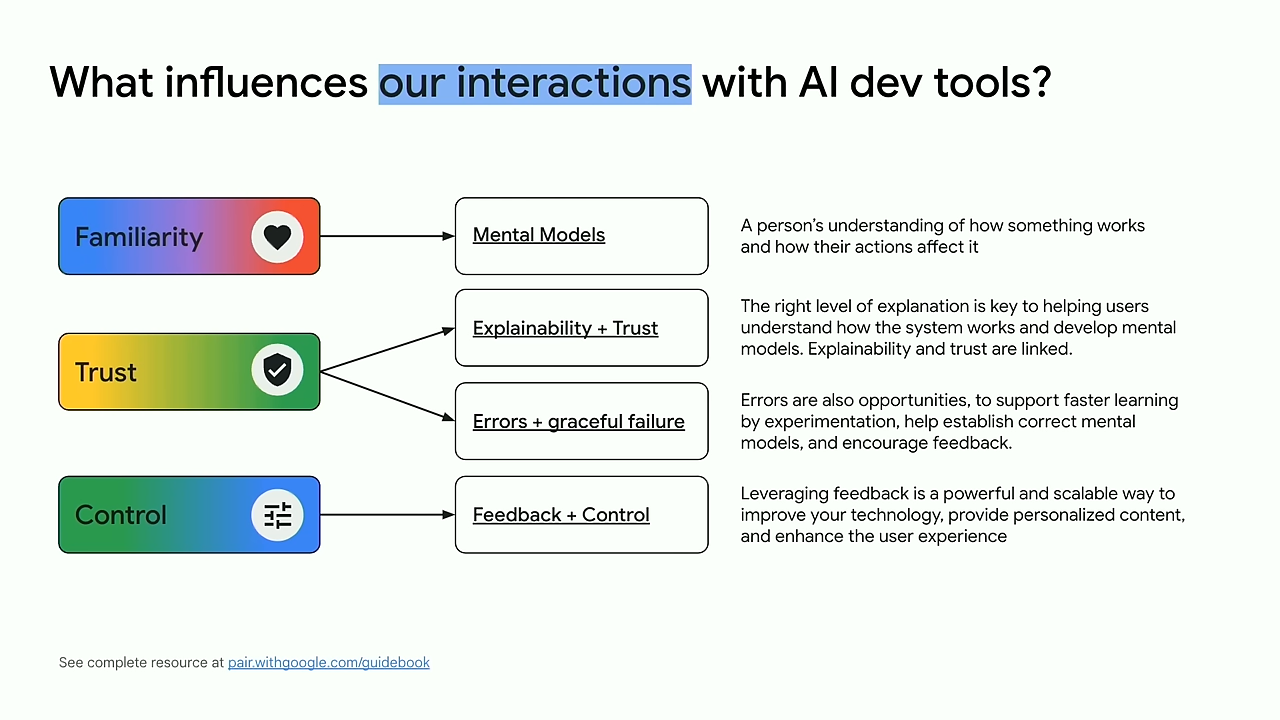 What influences our interactions with AI dev tools?
Familiarity
Mental Models
A person’s understanding of how something works
and how their actions affect it
Trust
Explainability + Trust
The right level of explanation is key to helping users
understand how the system works and develop mental
models. Explainability and trust are linked.
Errors + graceful failure
Errors are also opportunities, to support faster learning
by experimentation, help establish correct mental
models, and encourage feedback.
Control
Feedback + Control
Leveraging feedback is a powerful and scalable way to
improve your technology, provide personalized content,
and enhance the user experience
See complete resource at pair.withgoogle.com/guidebook